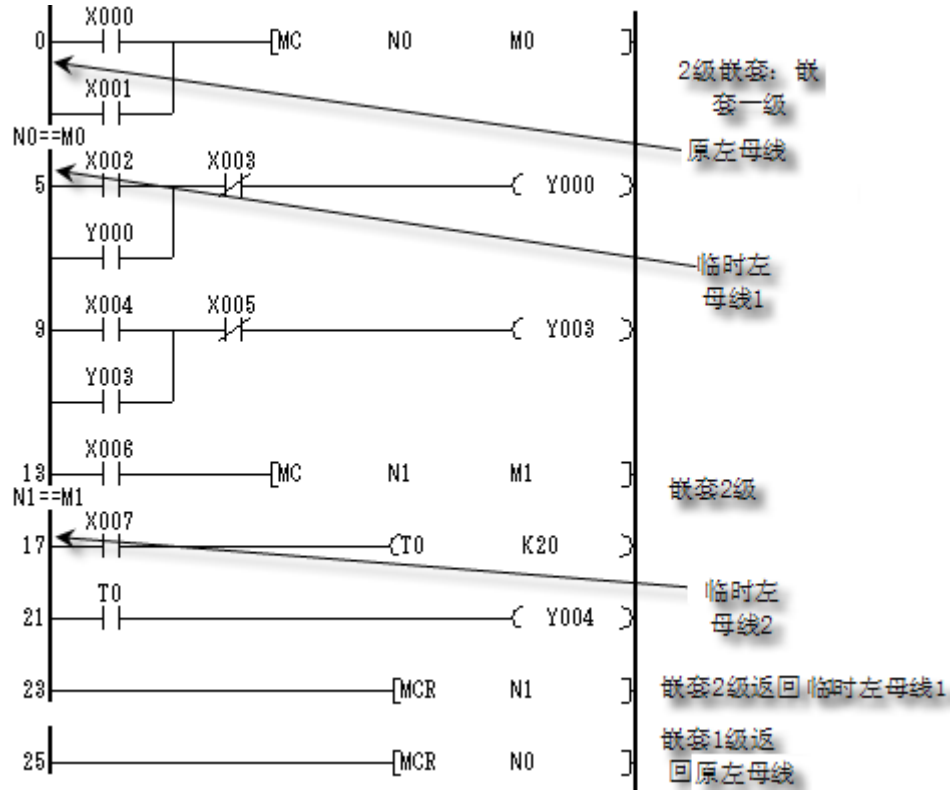 X000
0 [MC N0 M0 ]
X001
2级嵌套:嵌
套一级
N0==M0
原左母线
X002 X003
5 ( Y000 )
Y000
临时左
母线1
X004 X005
9 ( Y003 )
Y003
X006
13 [MC N1 M1 ]
嵌套2级
N1==M1
X007
17 (T0 K20 )
T0
临时左
母线2
21 ( Y004 )
23 [MCR N1 ]
嵌套2级返回临时左母线1
嵌套1级返
25 [MCR N0 ]
回原左母线